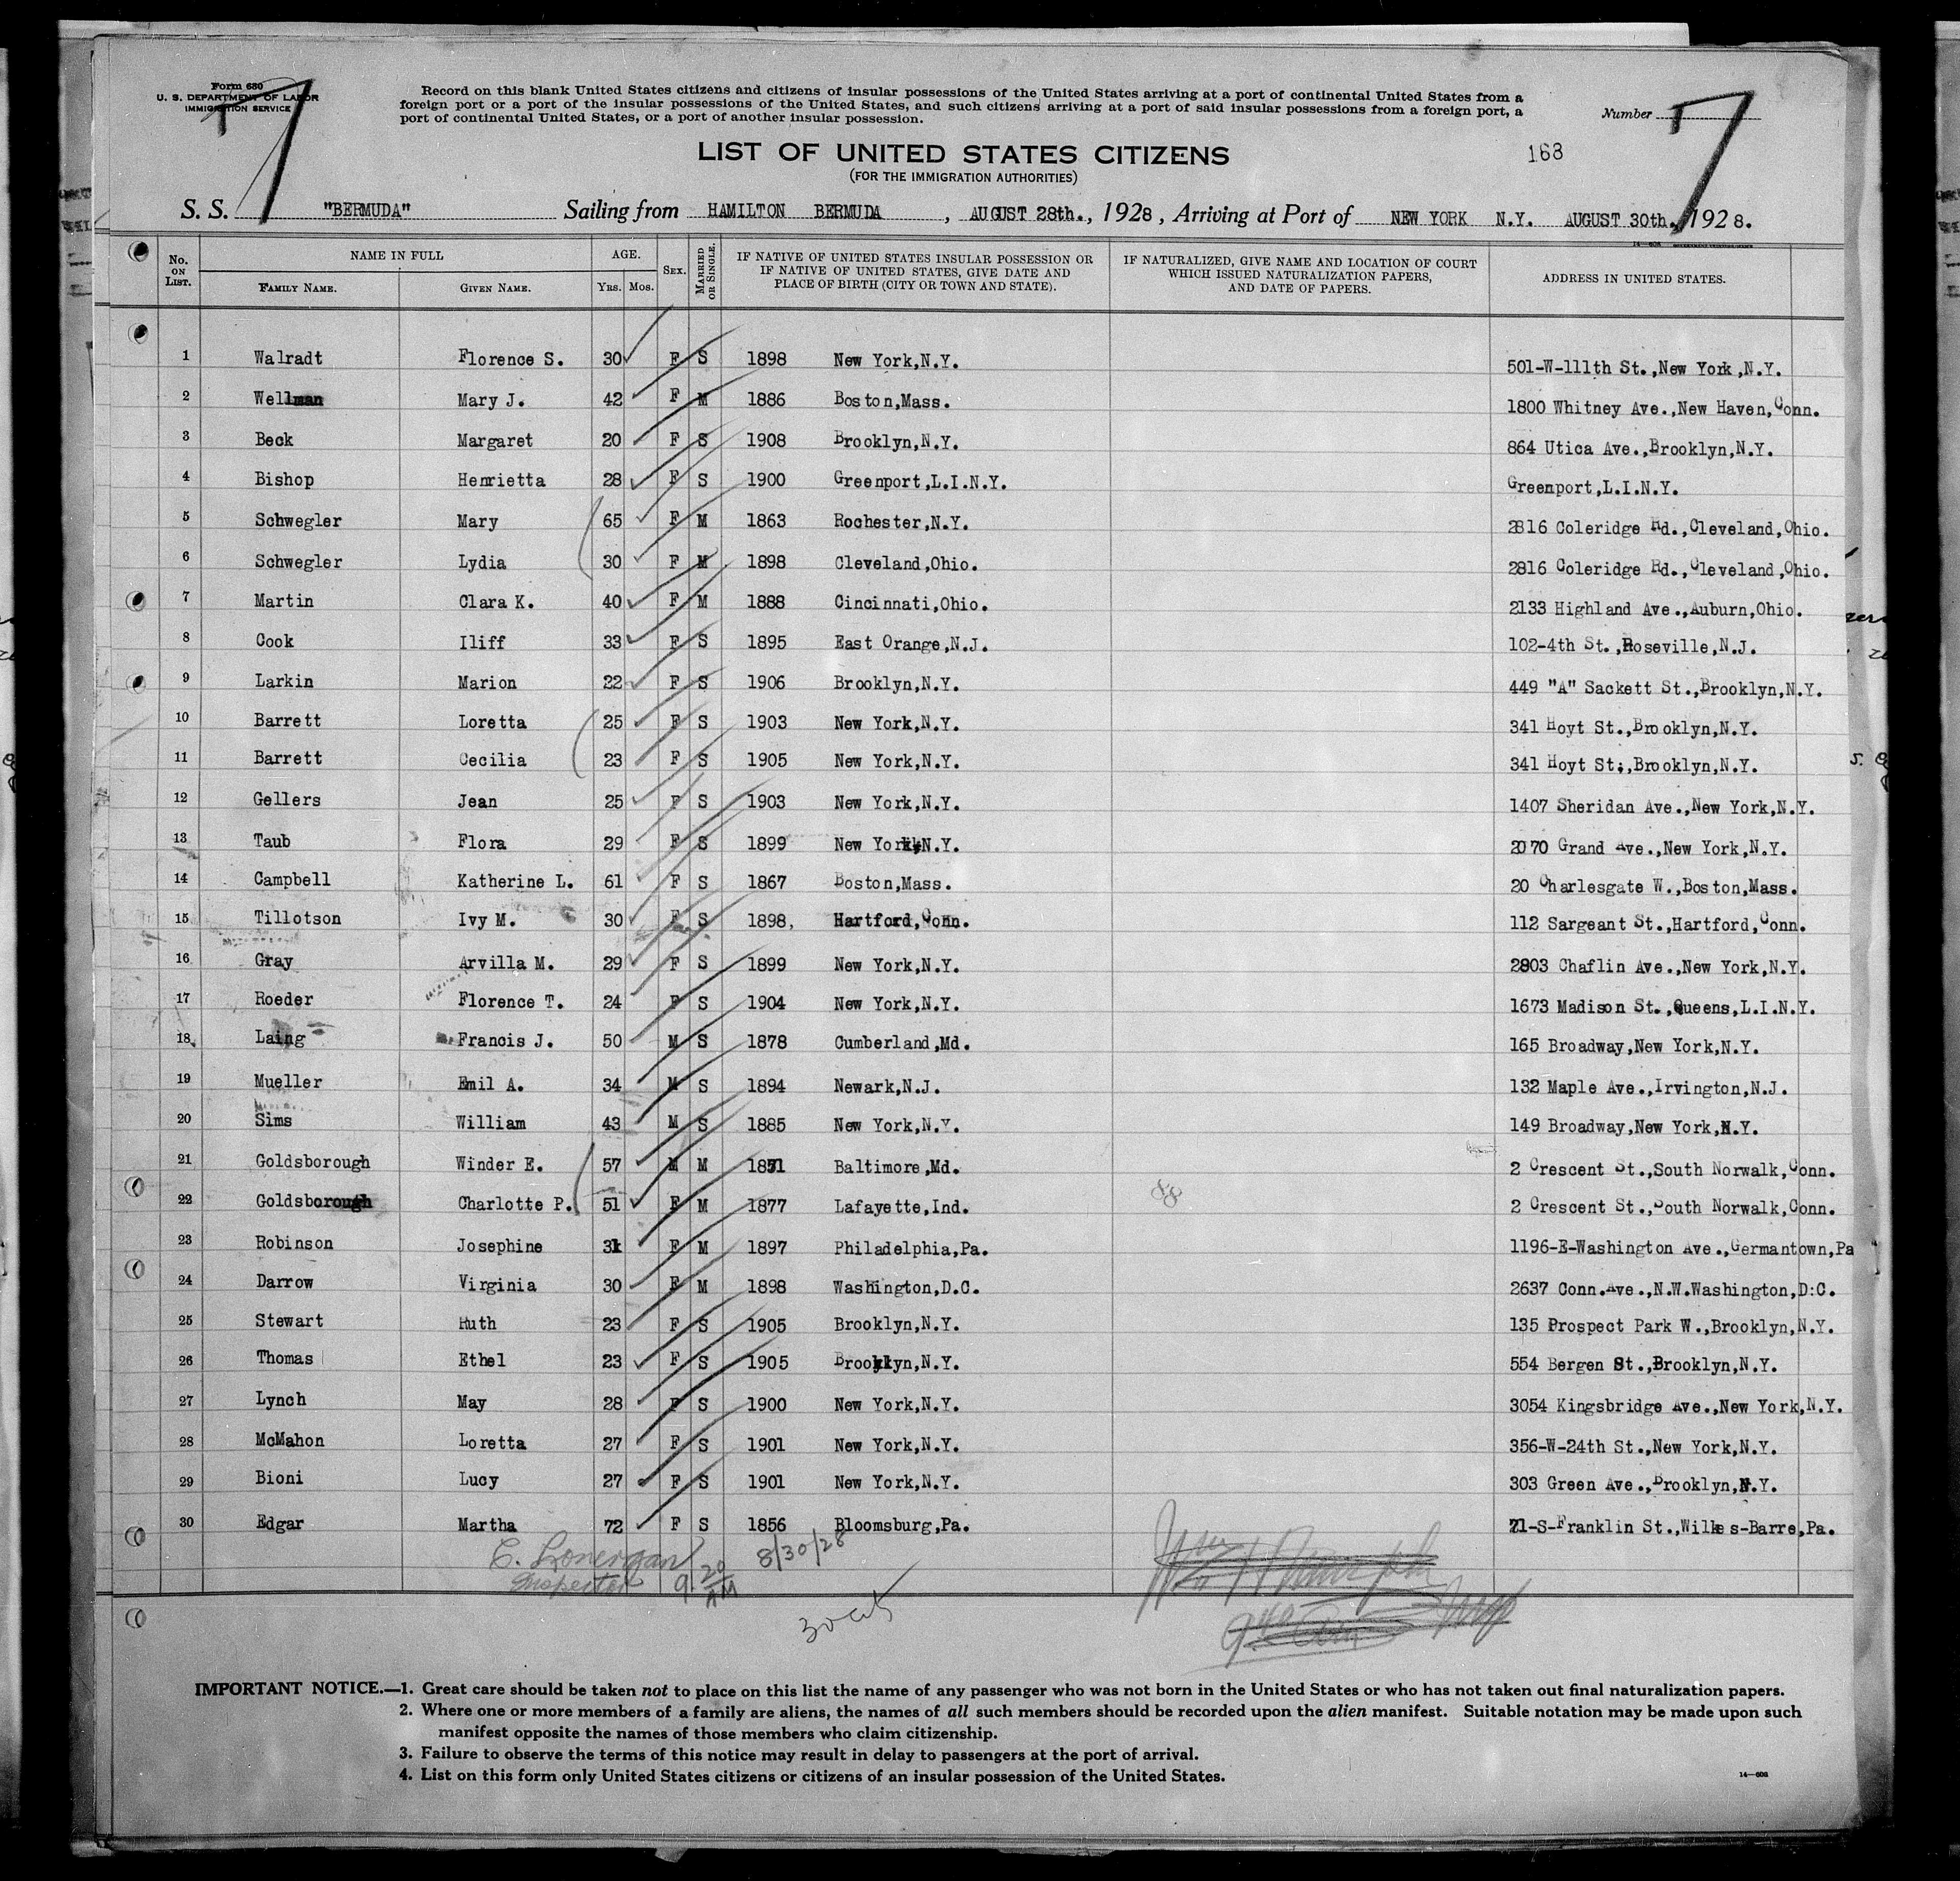 Form 630
U. S. DEPARTMENT OF LABOR
IMMIGRATION SERVICE
7
Record on this blank United States citizens and citizens of insular possessions of the United States arriving at a port of continental United States from a
foreign port or a port of the insular possessions of the United States, and such citizens arriving at a port of said insular possessions from a foreign port, a
port of continental United States, or a port of another insular possession.
Number 7
LIST OF UNITED STATES CITIZENS
168
(FOR THE IMMIGRATION AUTHORITIES)
S. S. "BERMUDA" Sailing from HAMILTON BERMUDA , AUGUST 28th., 1928, Arriving at Port of NEW YORK N.Y. AUGUST 30th. 1928.
No. ON LIST. NAME IN FULL FAMILY NAME. GIVEN NAME. AGE. Yrs. Mos. SEX. MARRIED OR SINGLE. IF NATIVE OF UNITED STATES INSULAR POSSESSION OR IF NATIVE OF UNITED STATES, GIVE DATE AND PLACE OF BIRTH (CITY OR TOWN AND STATE). IF NATURALIZED, GIVE NAME AND LOCATION OF COURT WHICH ISSUED NATURALIZATION PAPERS, AND DATE OF PAPERS. ADDRESS IN UNITED STATES.
1 Walradt Florence S. 30 F S 1898 New York,N.Y. 501-W-111th St.,New York,N.Y.
2 Wellman Mary J. 42 F M 1886 Boston,Mass. 1800 Whitney Ave.,New Haven,Conn.
3 Beck Margaret 20 F S 1908 Brooklyn,N.Y. 864 Utica Ave.,Brooklyn,N.Y.
4 Bishop Henrietta 28 F S 1900 Greenport,L.I.N.Y. Greenport,L.I.N.Y.
5 Schwegler Mary 65 F M 1863 Rochester,N.Y. 2816 Coleridge Rd.,Cleveland,Ohio.
6 Schwegler Lydia 30 F M 1898 Cleveland,Ohio. 2816 Coleridge Rd.,Cleveland,Ohio.
7 Martin Clara K. 40 F M 1888 Cincinnati,Ohio. 2133 Highland Ave.,Auburn,Ohio.
8 Cook Iliff 33 F S 1895 East Orange,N.J. 102-4th St.,Roseville,N.J.
9 Larkin Marion 22 F S 1906 Brooklyn,N.Y. 449 "A" Sackett St.,Brooklyn,N.Y.
10 Barrett Loretta 25 F S 1903 New York,N.Y. 341 Hoyt St.,Brooklyn,N.Y.
11 Barrett Cecilia 23 F S 1905 New York,N.Y. 341 Hoyt St.,Brooklyn,N.Y.
12 Gellers Jean 25 F S 1903 New York,N.Y. 1407 Sheridan Ave.,New York,N.Y.
13 Taub Flora 29 F S 1899 New York,N.Y. 2070 Grand Ave.,New York,N.Y.
14 Campbell Katherine L. 61 F S 1867 Boston,Mass. 20 Charlesgate W.,Boston,Mass.
15 Tillotson Ivy M. 30 F S 1898, Hartford,Conn. 112 Sargeant St.,Hartford,Conn.
16 Gray Arvilla M. 29 F S 1899 New York,N.Y. 2803 Chaflin Ave.,New York,N.Y.
17 Roeder Florence T. 24 F S 1904 New York,N.Y. 1673 Madison St.,Queens,L.I.N.Y.
18 Laing Francis J. 50 M S 1878 Cumberland,Md. 165 Broadway,New York,N.Y.
19 Mueller Emil A. 34 M S 1894 Newark,N.J. 132 Maple Ave.,Irvington,N.J.
20 Sims William 43 M S 1885 New York,N.Y. 149 Broadway,New York,N.Y.
21 Goldsborough Winder E. 57 M M 1871 Baltimore,Md. 2 Crescent St.,South Norwalk,Conn.
22 Goldsborough Charlotte P. 51 F M 1877 Lafayette,Ind. 2 Crescent St.,South Norwalk,Conn.
23 Robinson Josephine 31 F M 1897 Philadelphia,Pa. 1196-E-Washington Ave.,Germantown,Pa
24 Darrow Virginia 30 F M 1898 Washington,D.C. 2637 Conn.Ave.,N.W.Washington,D.C.
25 Stewart Ruth 23 F S 1905 Brooklyn,N.Y. 135 Prospect Park W.,Brooklyn,N.Y.
26 Thomas Ethel 23 F S 1905 Brooklyn,N.Y. 554 Bergen St.,Brooklyn,N.Y.
27 Lynch May 28 F S 1900 New York,N.Y. 3054 Kingsbridge Ave.,New York,N.Y.
28 McMahon Loretta 27 F S 1901 New York,N.Y. 356-W-24th St.,New York,N.Y.
29 Bioni Lucy 27 F S 1901 New York,N.Y. 303 Green Ave.,Brooklyn,N.Y.
30 Edgar Martha 72 F S 1856 Bloomsburg,Pa. 71-S-Franklin St.,Wilkes-Barre,Pa.
C. Lonergan 8/30/28
Inspector 9.20 AM
30 cit
IMPORTANT NOTICE.—1. Great care should be taken not to place on this list the name of any passenger who was not born in the United States or who has not taken out final naturalization papers.
2. Where one or more members of a family are aliens, the names of all such members should be recorded upon the alien manifest. Suitable notation may be made upon such
manifest opposite the names of those members who claim citizenship.
3. Failure to observe the terms of this notice may result in delay to passengers at the port of arrival.
4. List on this form only United States citizens or citizens of an insular possession of the United States.
14—608